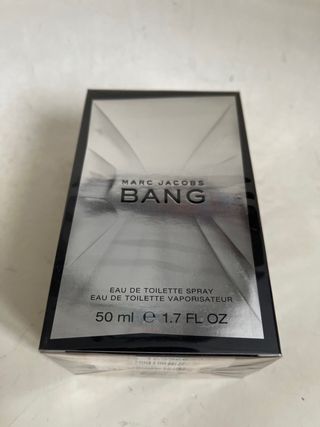 MARC JACOBS
BANG
EAU DE TOILETTE SPRAY
EAU DE TOILETTE VAPORISATEUR
50 ml ℮ 1.7 FL OZ